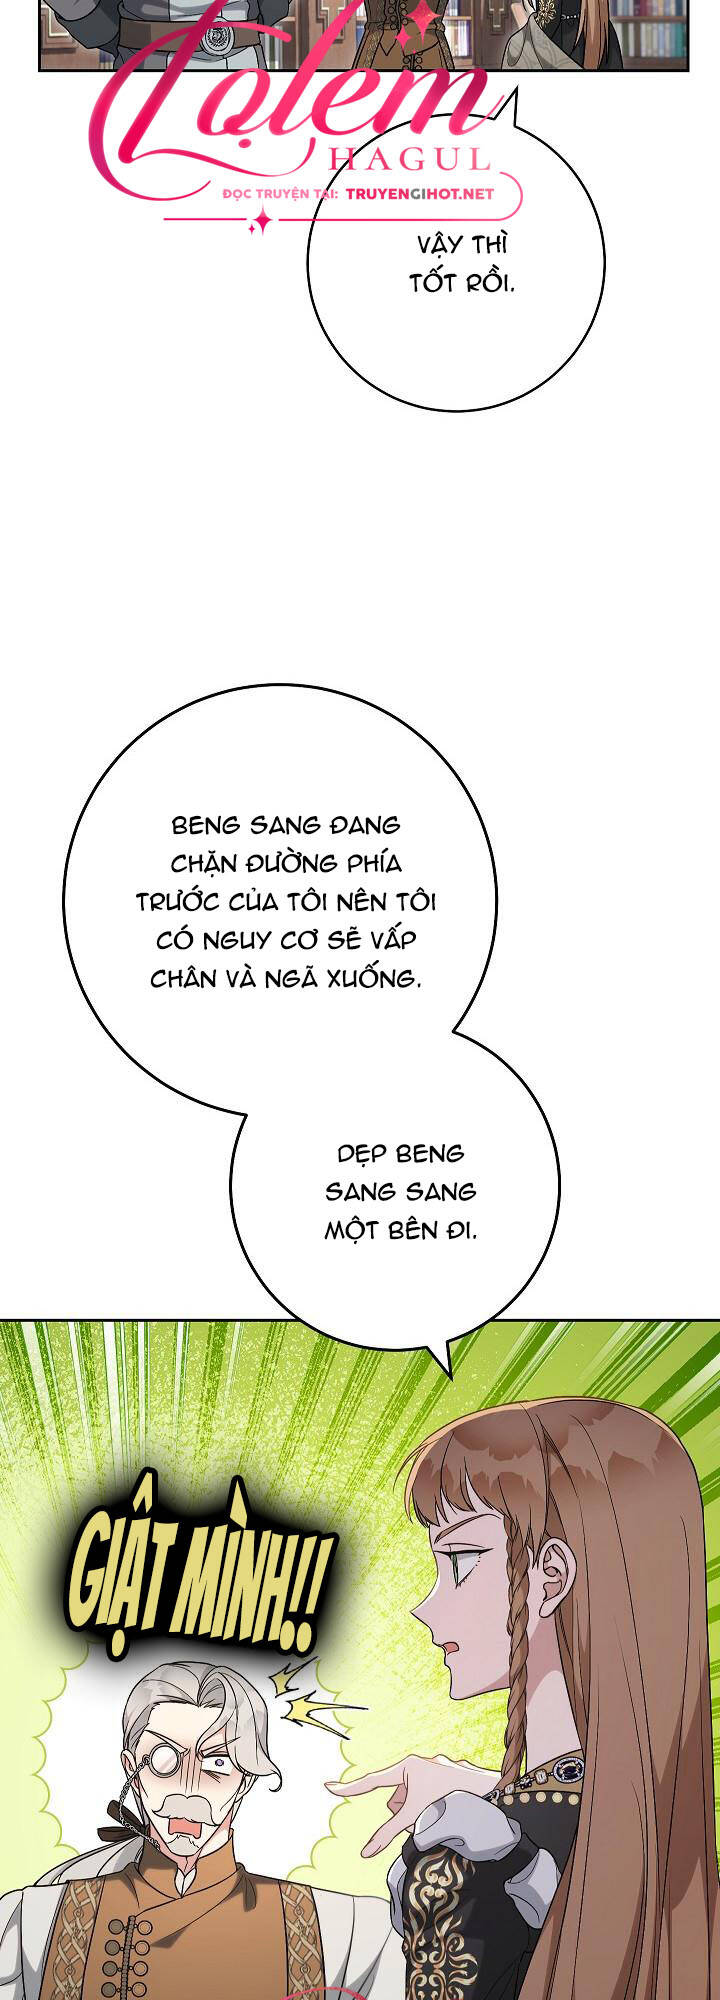 Lọlem
HAGUL
ĐỌC TRUYỆN TẠI: TRUYENGIHOT.NET
VẬY THÌ
TỐT RỒI.
BENG SANG ĐANG
CHẶN ĐƯỜNG PHÍA
TRƯỚC CỦA TÔI NÊN TÔI
CÓ NGUY CƠ SẼ VẤP
CHÂN VÀ NGÃ XUỐNG.
DẸP BENG
SANG SANG
MỘT BÊN ĐI.
GIẬT MÌNH!!